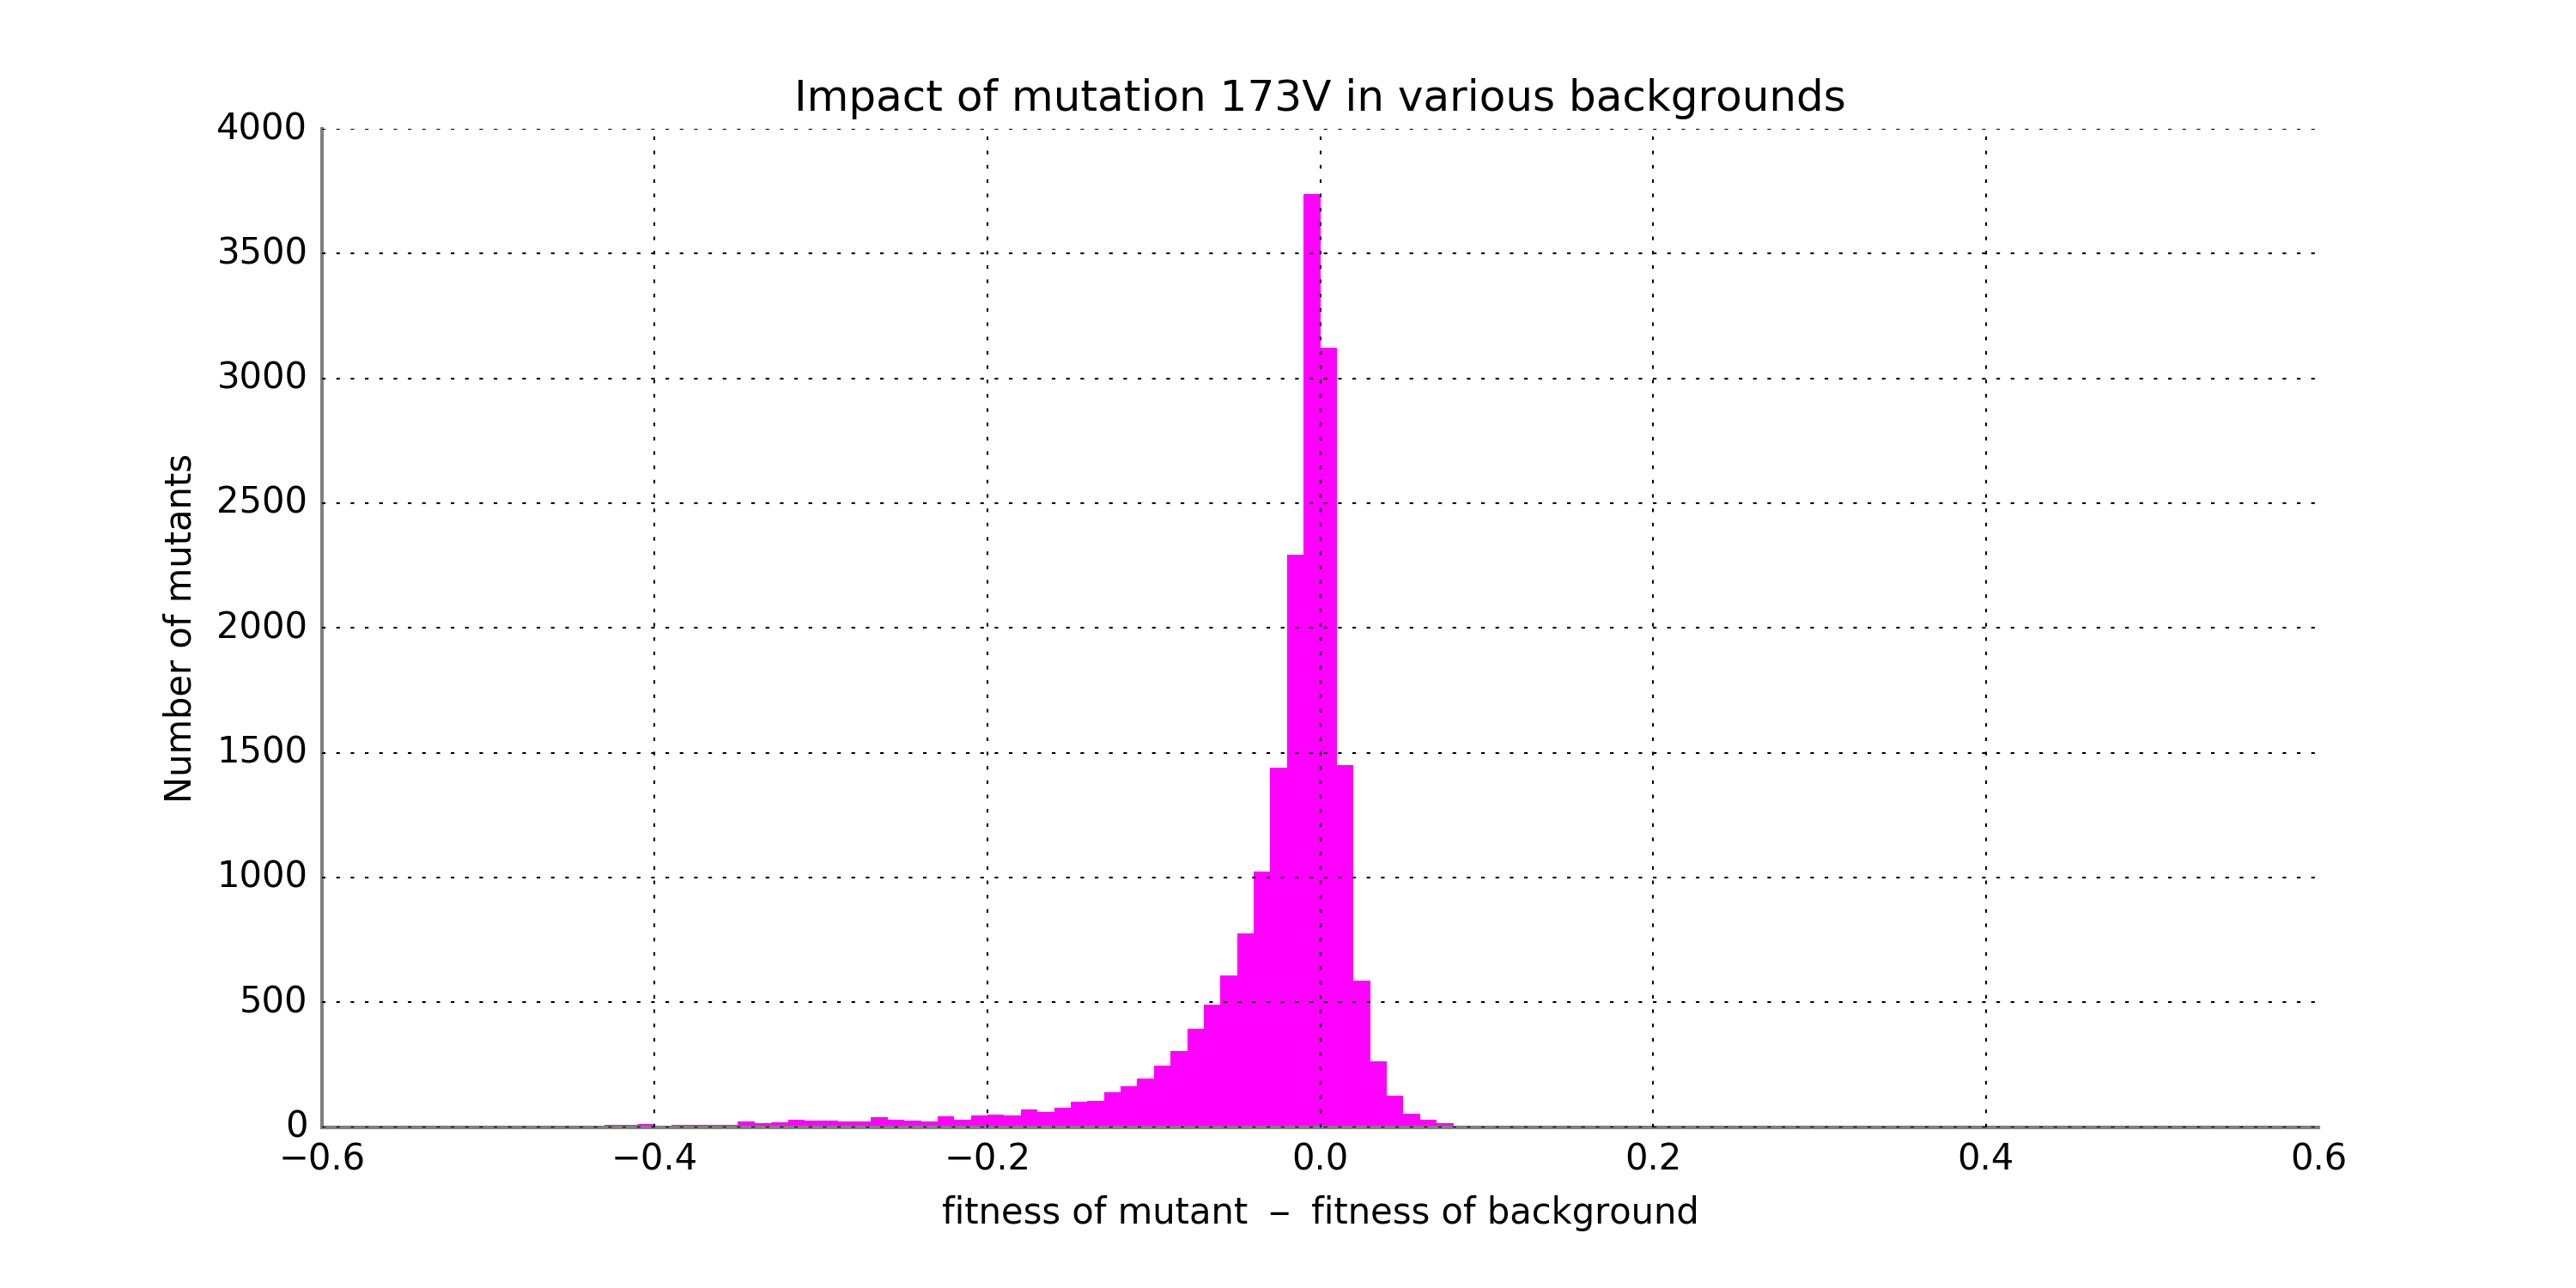 Impact of mutation 173V in various backgrounds
4000
3500
3000
2500
2000
1500
1000
500
0
Number of mutants
−0.6 −0.4 −0.2 0.0 0.2 0.4 0.6
fitness of mutant − fitness of background